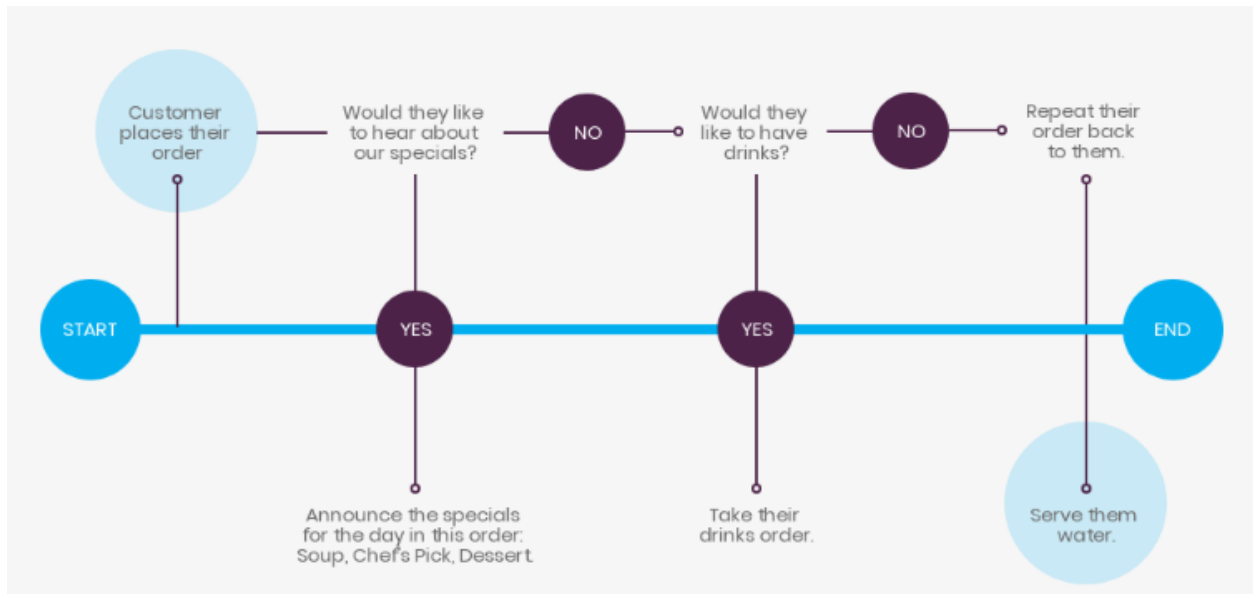 Customer
places their
order
Would they like
to hear about
our specials?
NO
Would they
like to have
drinks?
NO
Repeat their
order back
to them.
START
YES
YES
END
Announce the specials
for the day in this order:
Soup, Chef's Pick, Dessert.
Take their
drinks order.
Serve them
water.